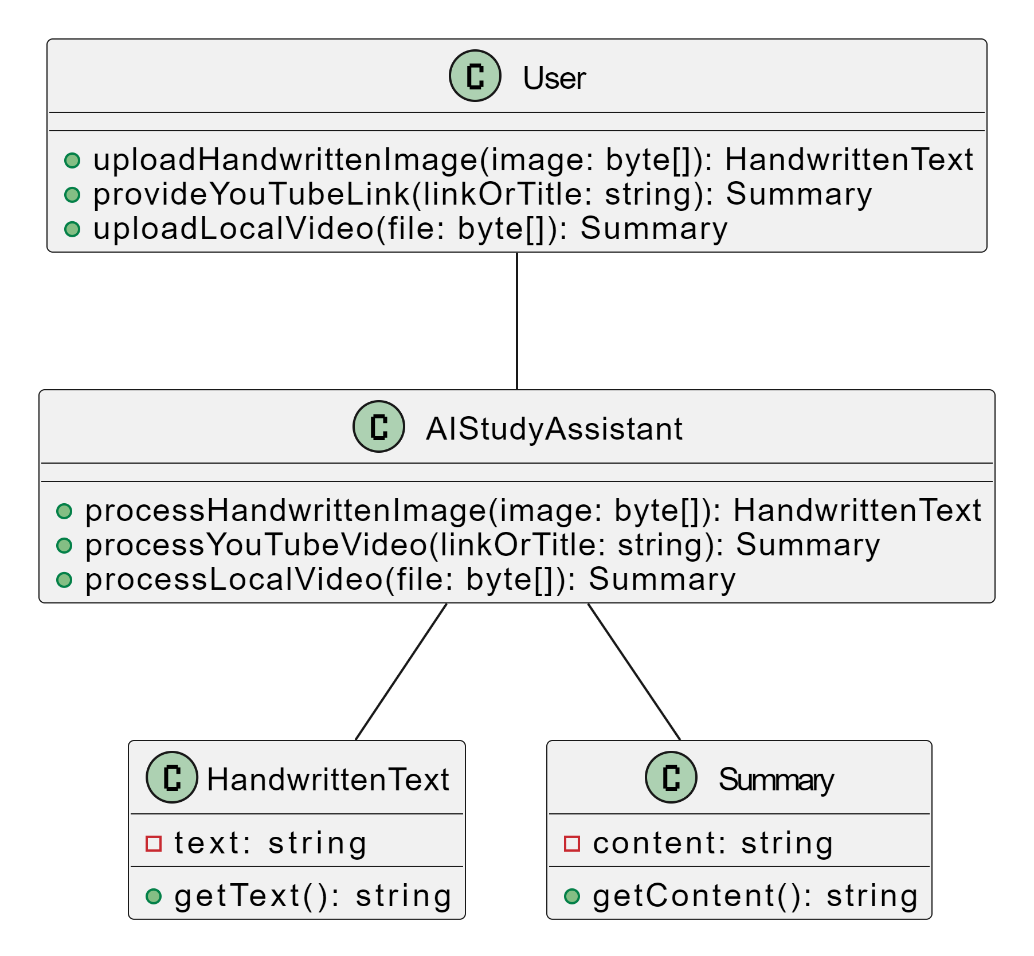 C User
uploadHandwrittenImage(image: byte[]): HandwrittenText
provideYouTubeLink(linkOrTitle: string): Summary
uploadLocalVideo(file: byte[]): Summary
C AIStudyAssistant
processHandwrittenImage(image: byte[]): HandwrittenText
processYouTubeVideo(linkOrTitle: string): Summary
processLocalVideo(file: byte[]): Summary
C HandwrittenText
text: string
getText(): string
C Summary
content: string
getContent(): string